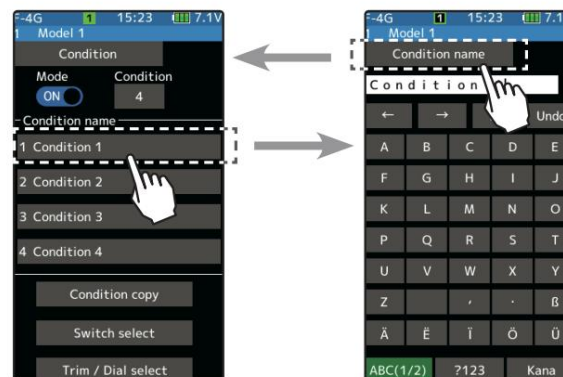 F-4G 1 15:23 7.1V
1 Model 1
Condition
Mode Condition
ON 4
Condition name
1 Condition 1
2 Condition 2
3 Condition 3
4 Condition 4
Condition copy
Switch select
Trim / Dial select
F-4G 1 15:23 7.1
1 Model 1
Condition name
Condition
← → Undo
A B C D E
F G H I J
K L M N O
P Q R S T
U V W X Y
Z ' · ß
Ä Ë Ï Ö Ü
ABC(1/2) ?123 Kana